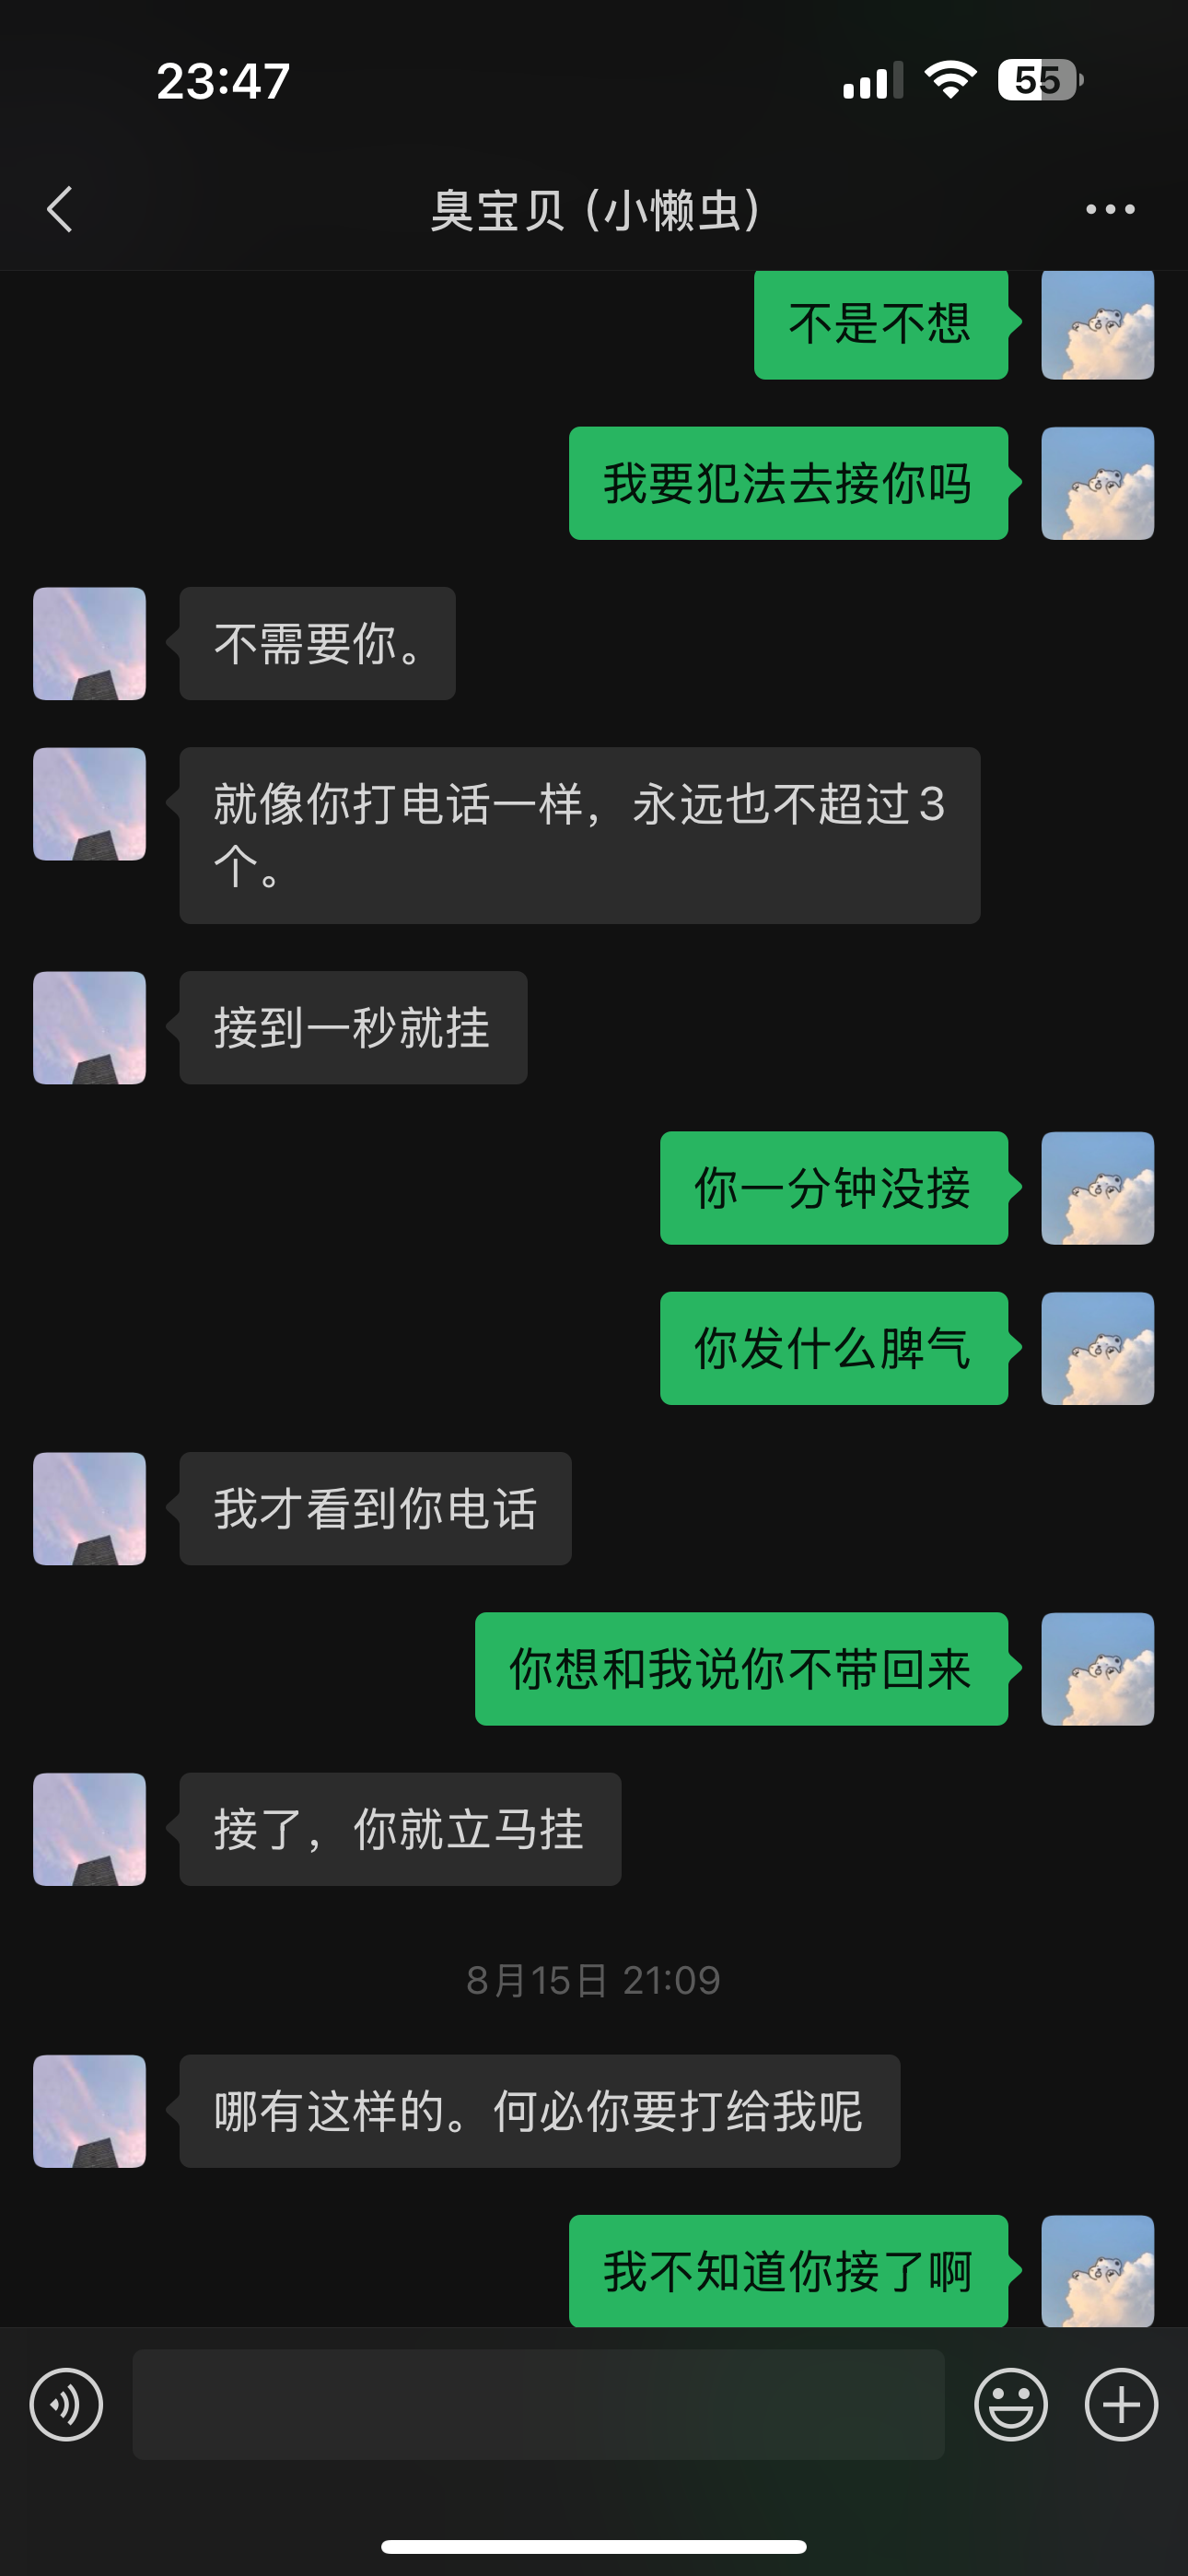 23:47
55
臭宝贝 (小懒虫)
不是不想
我要犯法去接你吗
不需要你。
就像你打电话一样，永远也不超过3
个。
接到一秒就挂
你一分钟没接
你发什么脾气
我才看到你电话
你想和我说你不带回来
接了，你就立马挂
8月15日 21:09
哪有这样的。何必你要打给我呢
我不知道你接了啊